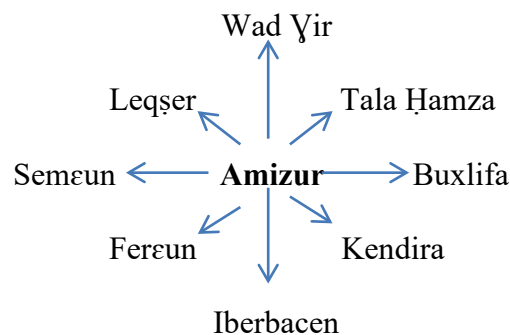 Wad Ɣir
Leqṣer Tala Ḥamza
Semɛun Amizur Buxlifa
Ferɛun Kendira
Iberbacen